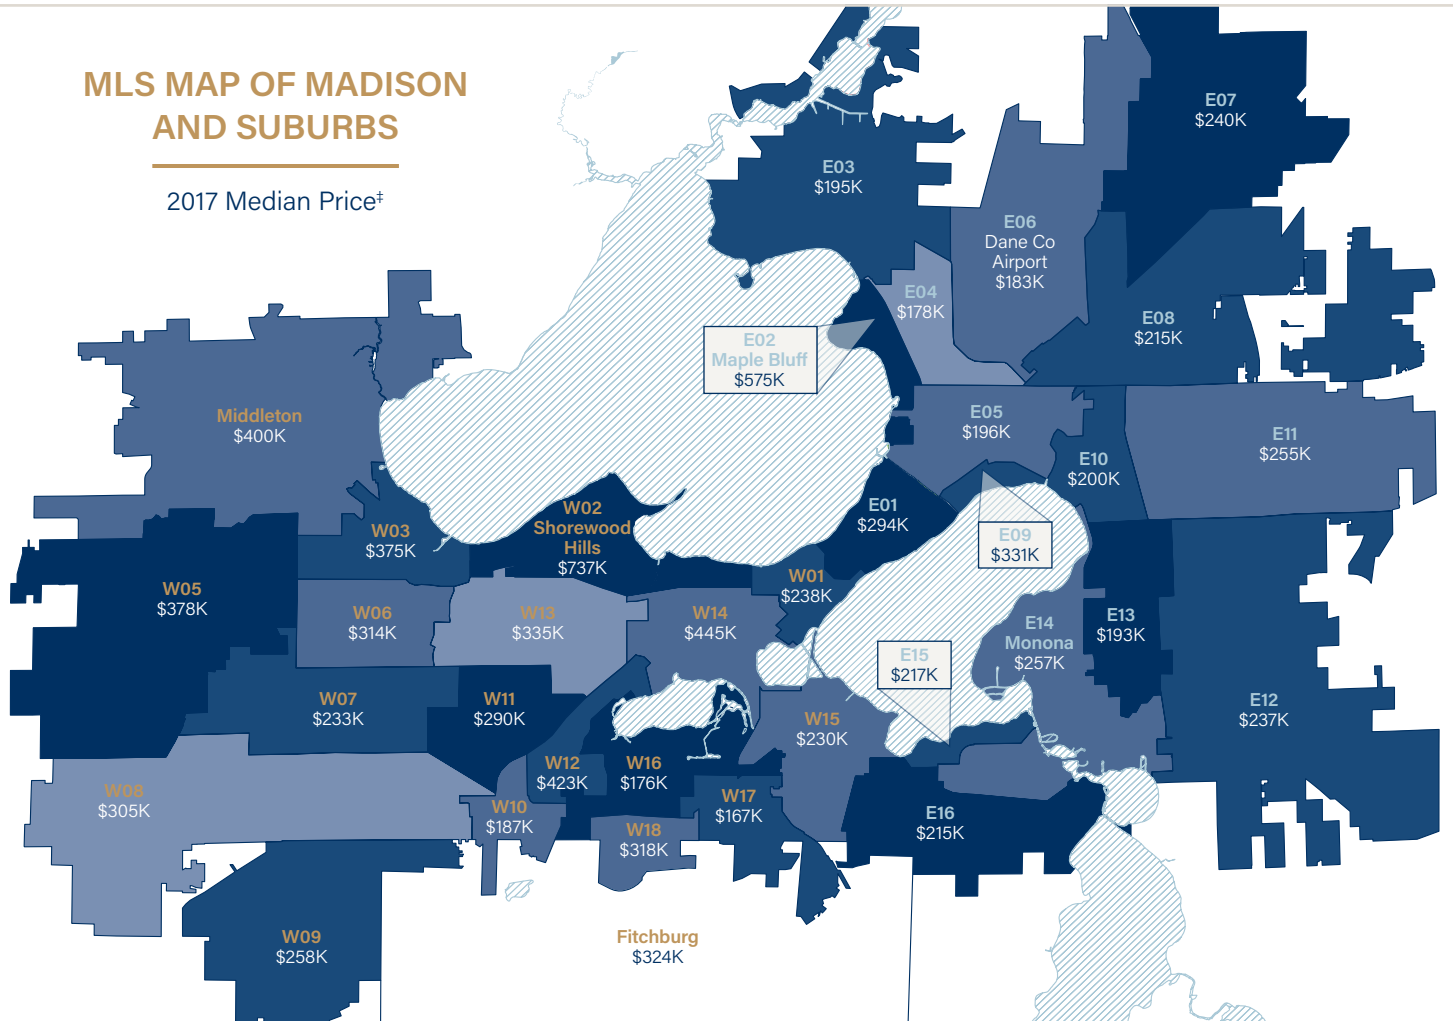 MLS MAP OF MADISON
AND SUBURBS
2017 Median Price‡
E07
$240K
E03
$195K
E06
Dane Co
Airport
$183K
E04
$178K
E08
$215K
E02
Maple Bluff
$575K
Middleton
$400K
E05
$196K
E11
$255K
E10
$200K
W02
Shorewood
Hills
$737K
E01
$294K
W03
$375K
E09
$331K
W01
$238K
W05
$378K
W06
$314K
W13
$335K
W14
$445K
E13
$193K
E14
Monona
$257K
E15
$217K
W07
$233K
W11
$290K
W15
$230K
E12
$237K
W12
$423K
W16
$176K
W08
$305K
W10
$187K
W17
$167K
E16
$215K
W18
$318K
W09
$258K
Fitchburg
$324K